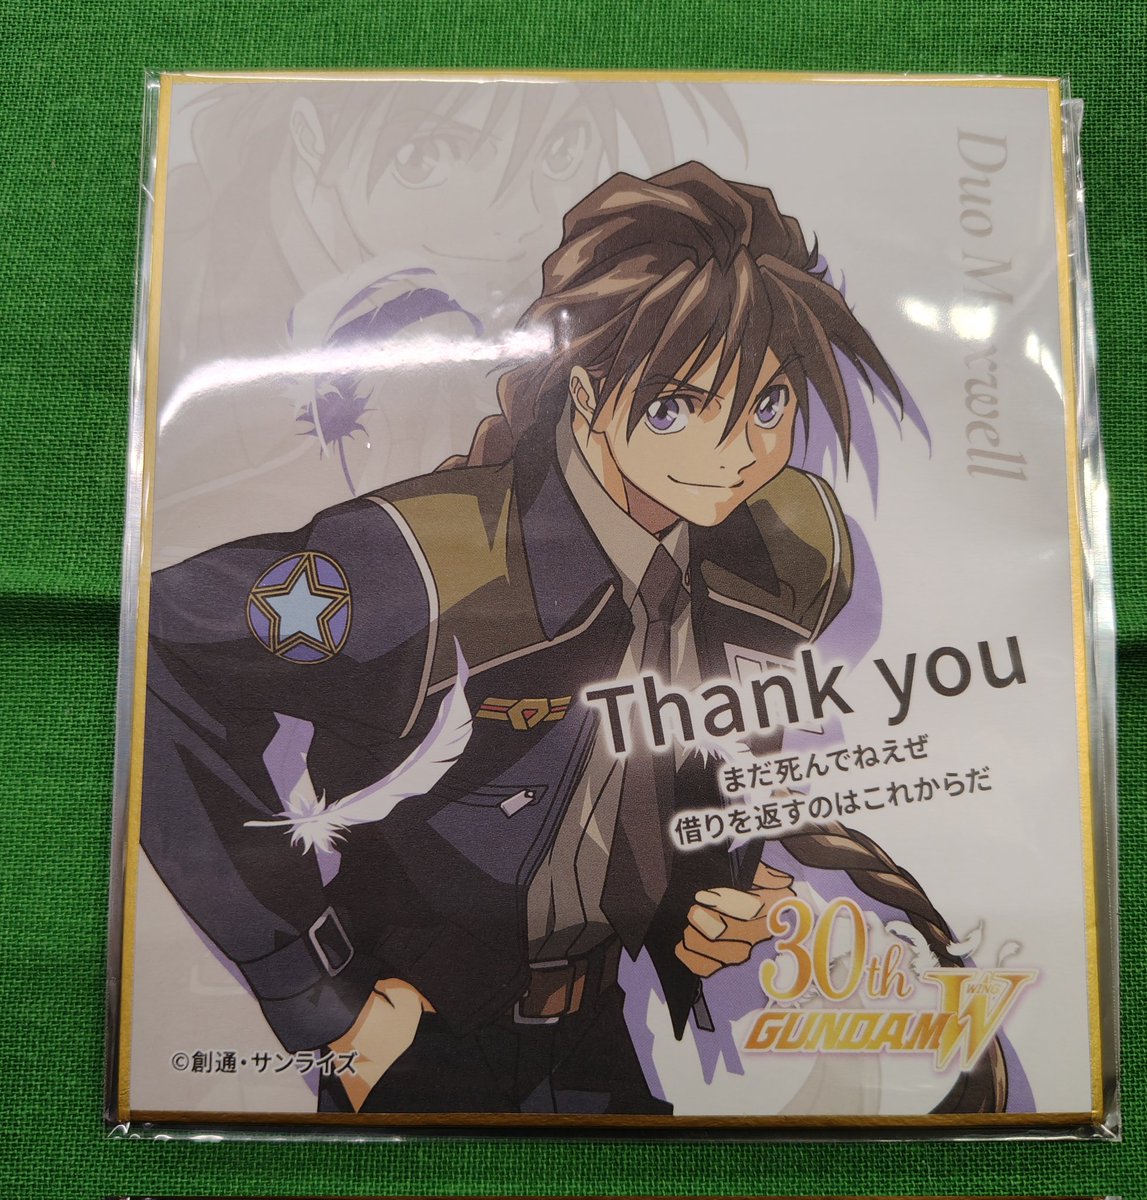 Duo Maxwell
Thank you
まだ死んでねえぜ
借りを返すのはこれからだ
30th
WING
GUNDAM W
©創通・サンライズ